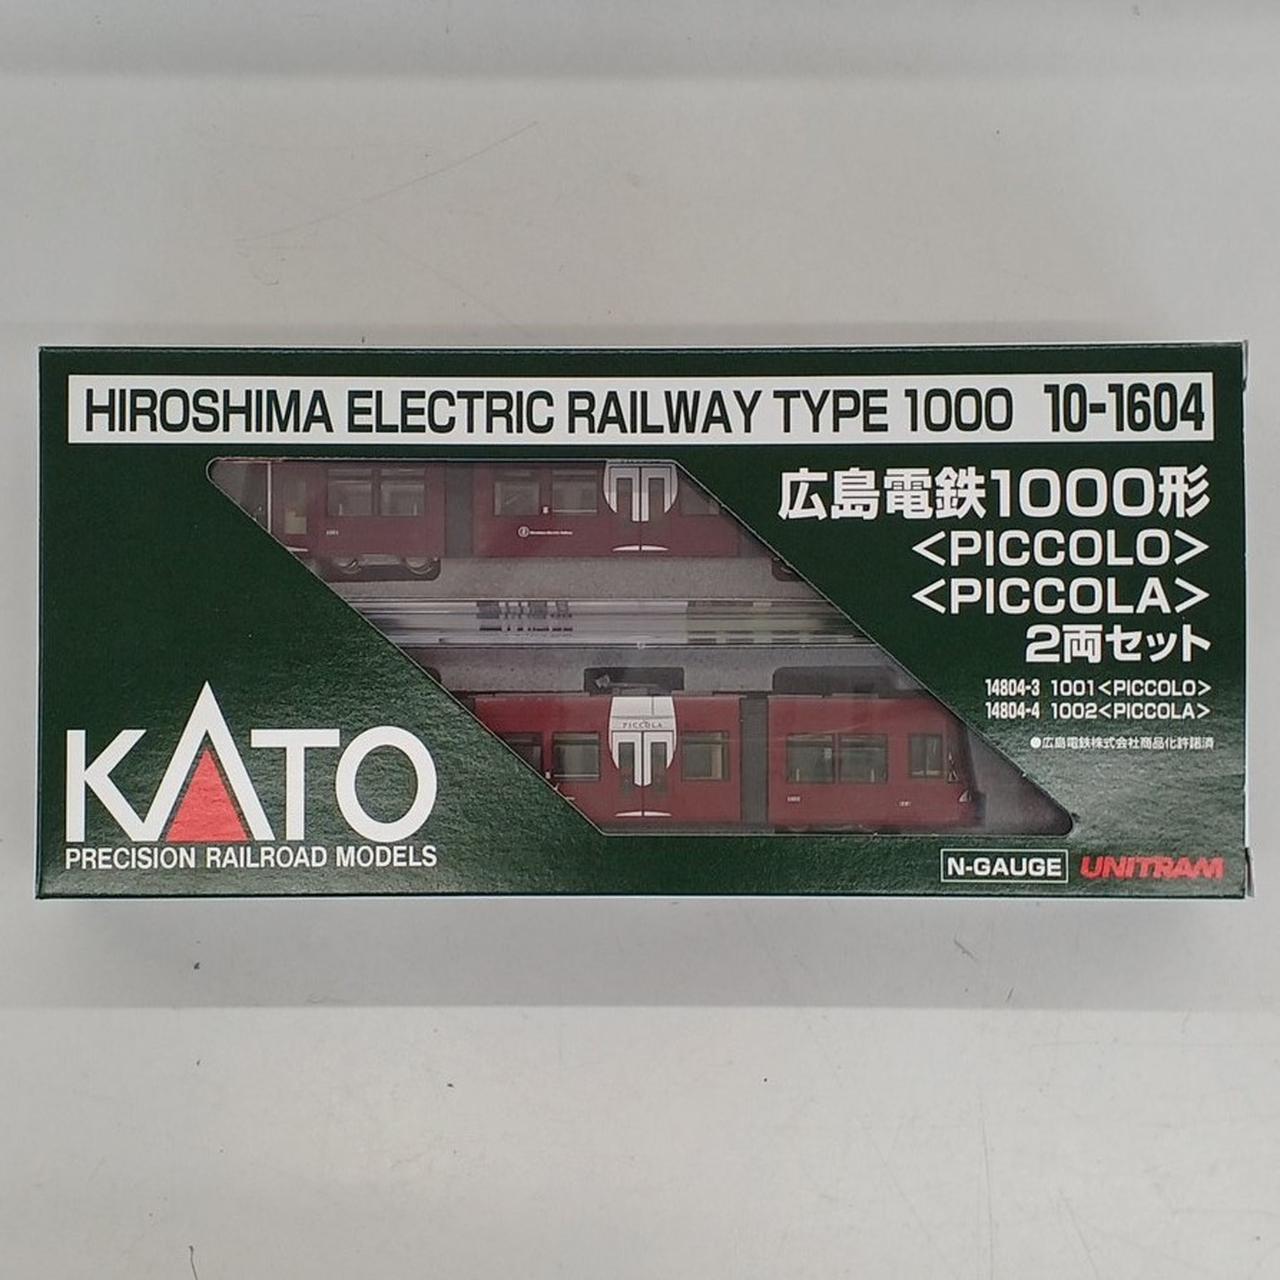 HIROSHIMA ELECTRIC RAILWAY TYPE 1000 10-1604
広島電鉄1000形
<PICCOLO>
<PICCOLA>
2両セット
14804-3 1001<PICCOLO>
14804-4 1002<PICCOLA>
●広島電鉄株式会社商品化許諾済
PICCOLA
KATO
PRECISION RAILROAD MODELS
N-GAUGE UNITRAM